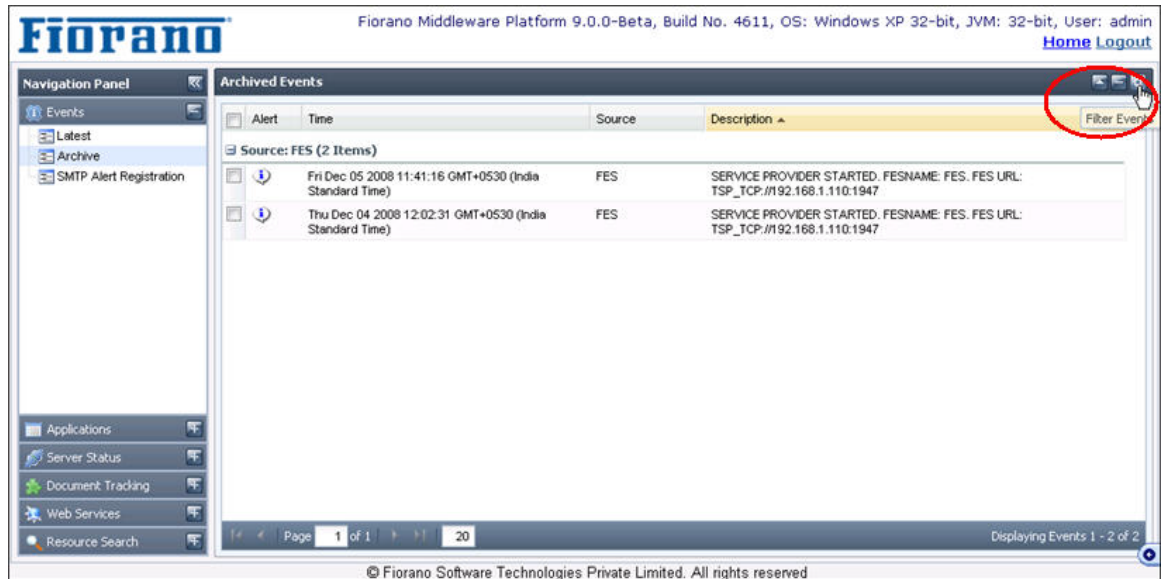 Fiorano
Fiorano Middleware Platform 9.0.0-Beta, Build No. 4611, OS: Windows XP 32-bit, JVM: 32-bit, User: admin
Home Logout
Navigation Panel
Events
Latest
Archive
SMTP Alert Registration
Applications
Server Status
Document Tracking
Web Services
Resource Search
Archived Events
Alert Time Source Description
Filter Events
Source: FES (2 Items)
Fri Dec 05 2008 11:41:16 GMT+0530 (India
Standard Time)
FES
SERVICE PROVIDER STARTED. FESNAME: FES. FES URL:
TSP_TCP://192.168.1.110:1947
Thu Dec 04 2008 12:02:31 GMT+0530 (India
Standard Time)
FES
SERVICE PROVIDER STARTED. FESNAME: FES. FES URL:
TSP_TCP://192.168.1.110:1947
Page 1 of 1 20
Displaying Events 1 - 2 of 2
© Fiorano Software Technologies Private Limited. All rights reserved